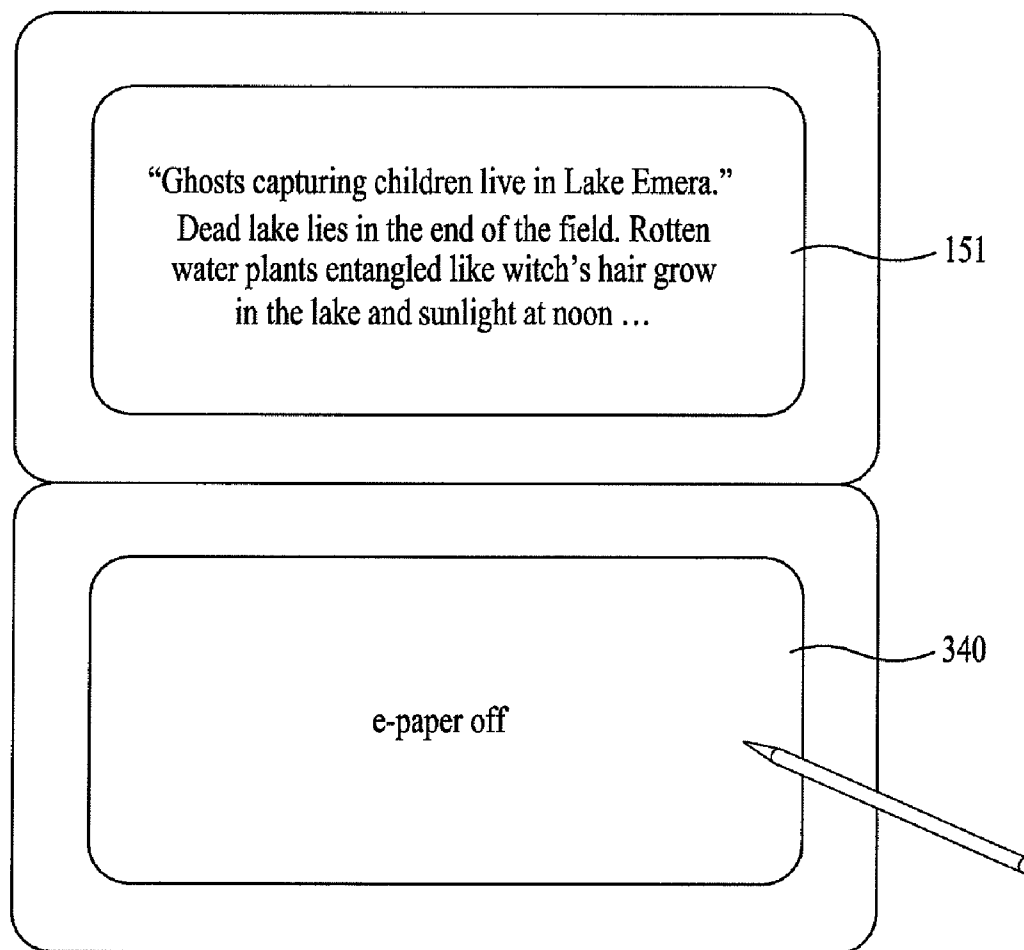 “Ghosts capturing children live in Lake Emera.”
Dead lake lies in the end of the field. Rotten
water plants entangled like witch’s hair grow
in the lake and sunlight at noon ...
151
340
e-paper off